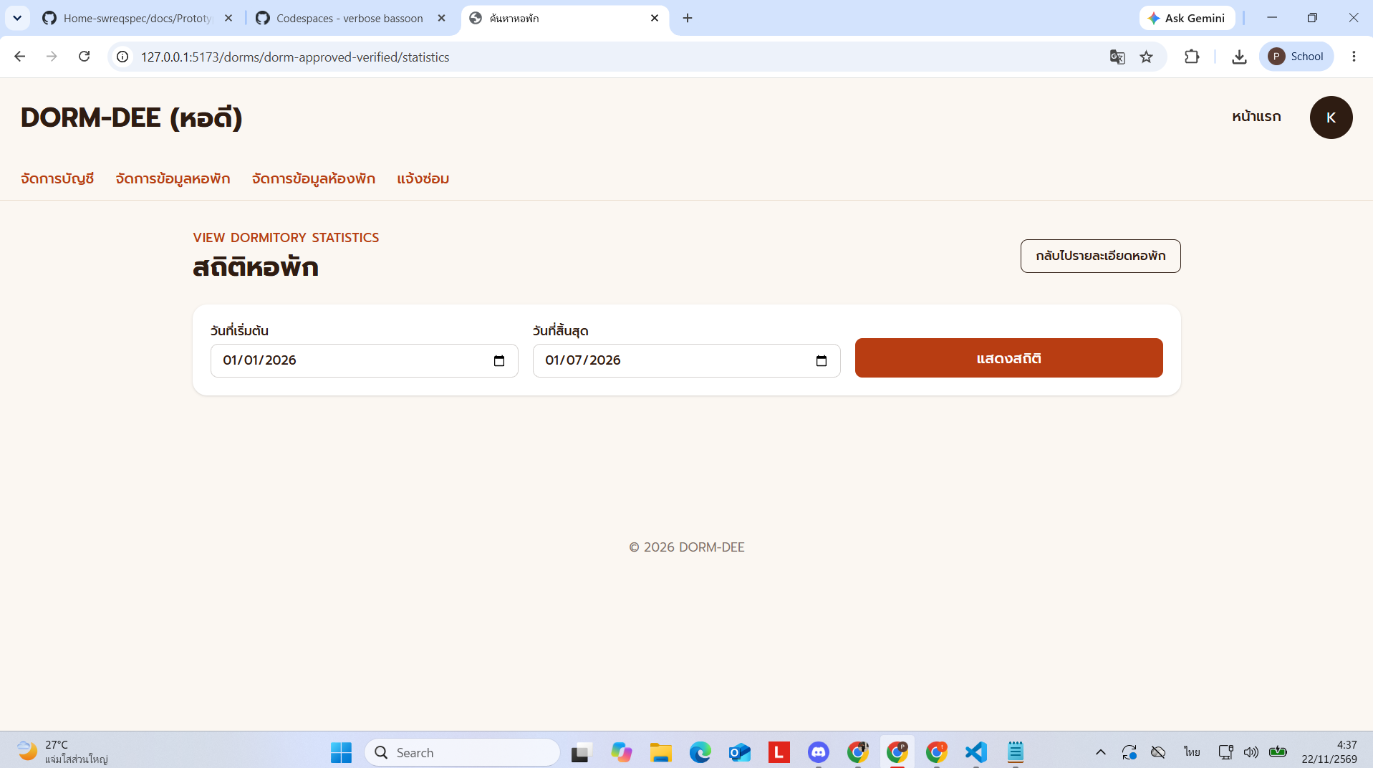 Home-swreqspec/docs/Prototy
Codespaces - verbose bassoon
ค้นหาหอพัก
Ask Gemini
127.0.0.1:5173/dorms/dorm-approved-verified/statistics
P School
DORM-DEE (หอดี)
หน้าแรก
K
จัดการบัญชี จัดการข้อมูลหอพัก จัดการข้อมูลห้องพัก แจ้งซ่อม
VIEW DORMITORY STATISTICS
สถิติหอพัก
กลับไปรายละเอียดหอพัก
วันที่เริ่มต้น วันที่สิ้นสุด
01/01/2026 01/07/2026 แสดงสถิติ
© 2026 DORM-DEE
27°C
แจ่มใสส่วนใหญ่
Search
L
ไทย
4:37
22/11/2569